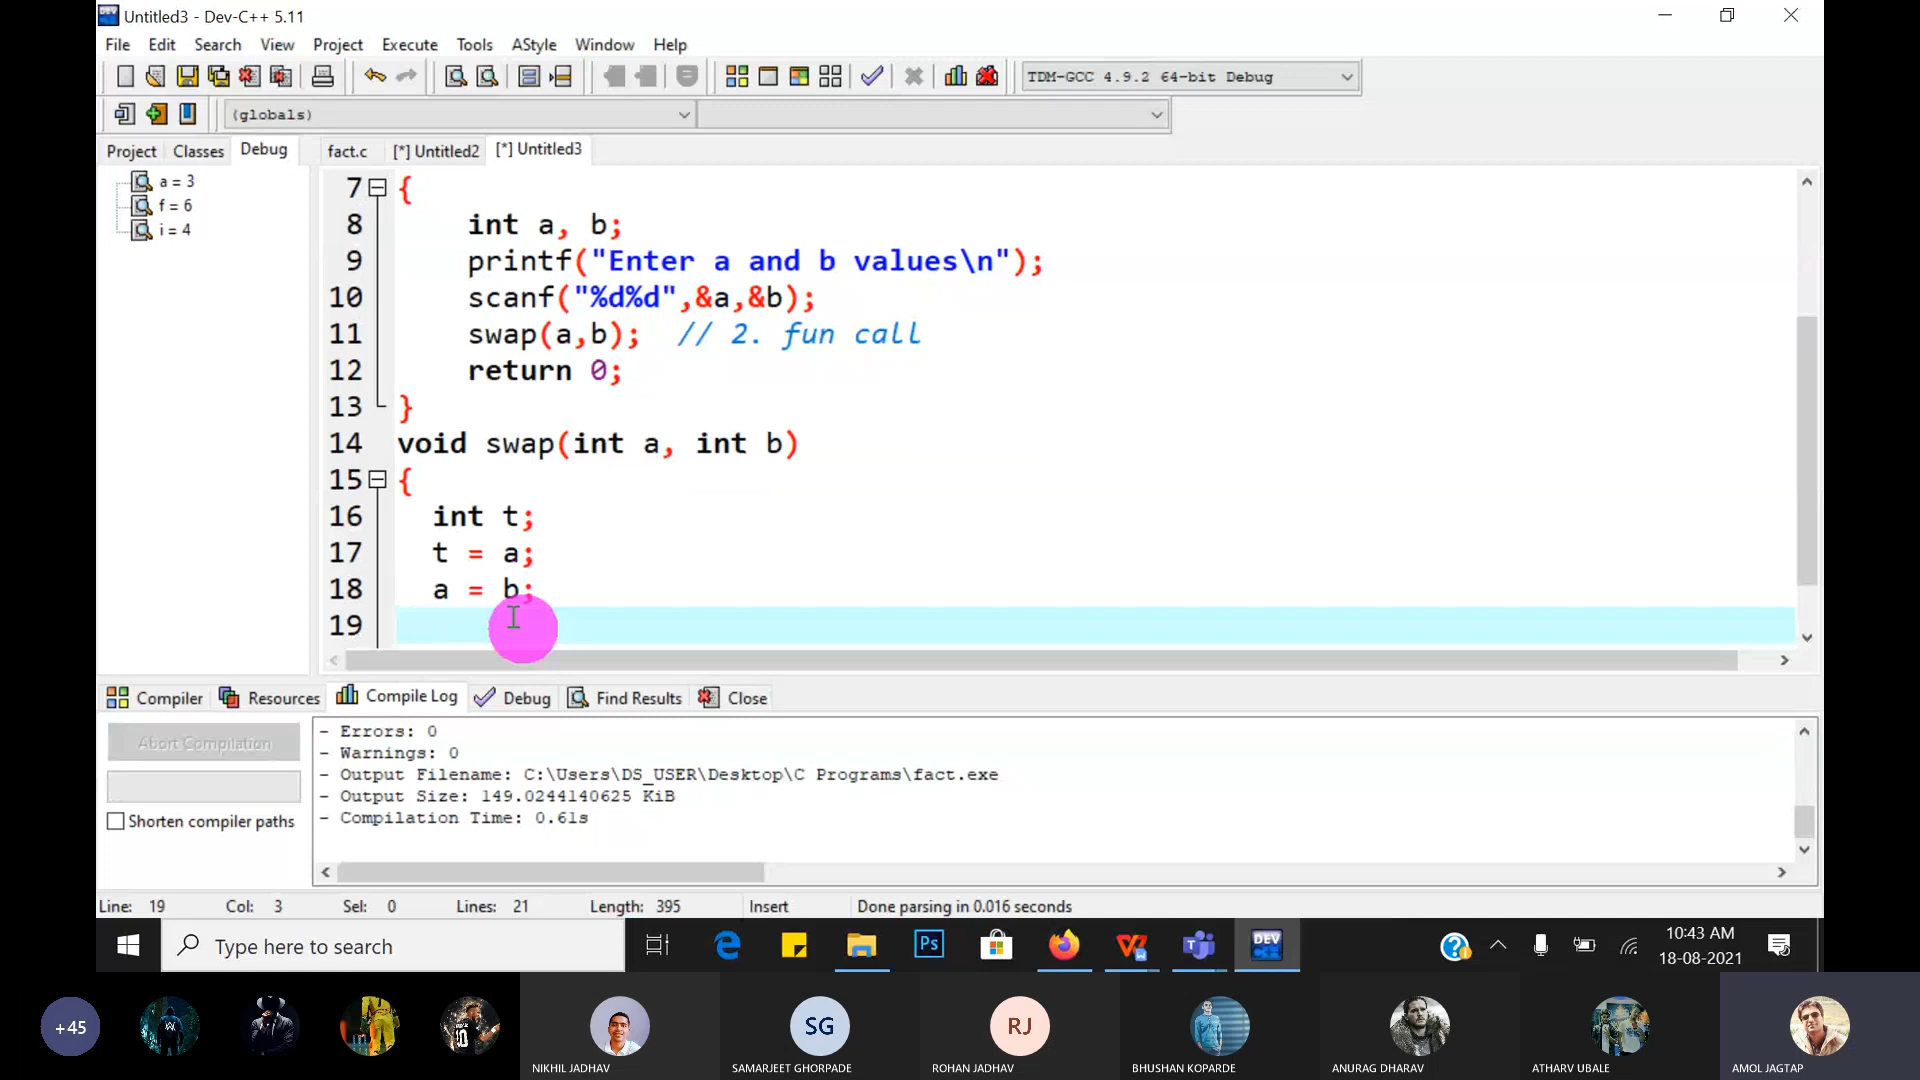 Untitled3 - Dev-C++ 5.11
File Edit Search View Project Execute Tools AStyle Window Help
TDM-GCC 4.9.2 64-bit Debug
(globals)
Project Classes Debug fact.c [*] Untitled2 [*] Untitled3
a = 3
f = 6
i = 4
7 {
8 int a, b;
9 printf("Enter a and b values\n");
10 scanf("%d%d",&a,&b);
11 swap(a,b); // 2. fun call
12 return 0;
13 }
14 void swap(int a, int b)
15 {
16 int t;
17 t = a;
18 a = b;
19
Compiler Resources Compile Log Debug Find Results Close
Abort Compilation
Shorten compiler paths
- Errors: 0
- Warnings: 0
- Output Filename: C:\Users\DS_USER\Desktop\C Programs\fact.exe
- Output Size: 149.0244140625 KiB
- Compilation Time: 0.61s
Line: 19 Col: 3 Sel: 0 Lines: 21 Length: 395 Insert Done parsing in 0.016 seconds
Type here to search
Ps
DEV
10:43 AM
18-08-2021
+45
10
SG
RJ
NIKHIL JADHAV
SAMARJEET GHORPADE
ROHAN JADHAV
BHUSHAN KOPARDE
ANURAG DHARAV
ATHARV UBALE
AMOL JAGTAP